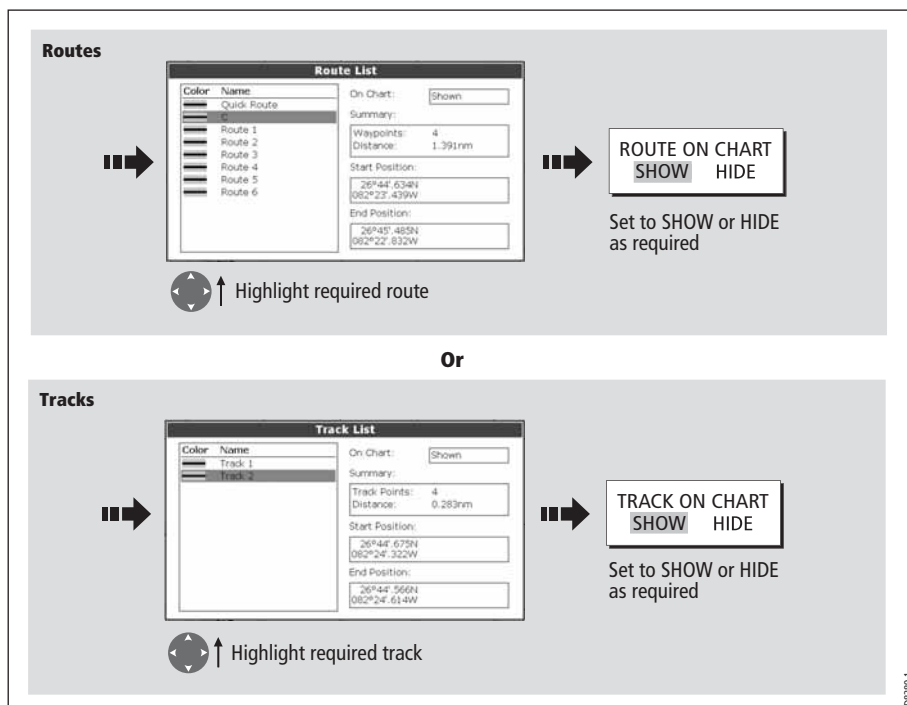 Routes
Route List
Color Name
Quick Route
C
Route 1
Route 2
Route 3
Route 4
Route 5
Route 6
On Chart: Shown
Summary:
Waypoints: 4
Distance: 1.391nm
Start Position:
26°44'.634N
082°23'.439W
End Position:
26°45'.485N
082°22'.832W
Highlight required route
ROUTE ON CHART
SHOW HIDE
Set to SHOW or HIDE
as required
Or
Tracks
Track List
Color Name
Track 1
Track 2
On Chart: Shown
Summary:
Track Points: 4
Distance: 0.283nm
Start Position:
26°44'.675N
082°24'.322W
End Position:
26°44'.566N
082°24'.614W
Highlight required track
TRACK ON CHART
SHOW HIDE
Set to SHOW or HIDE
as required